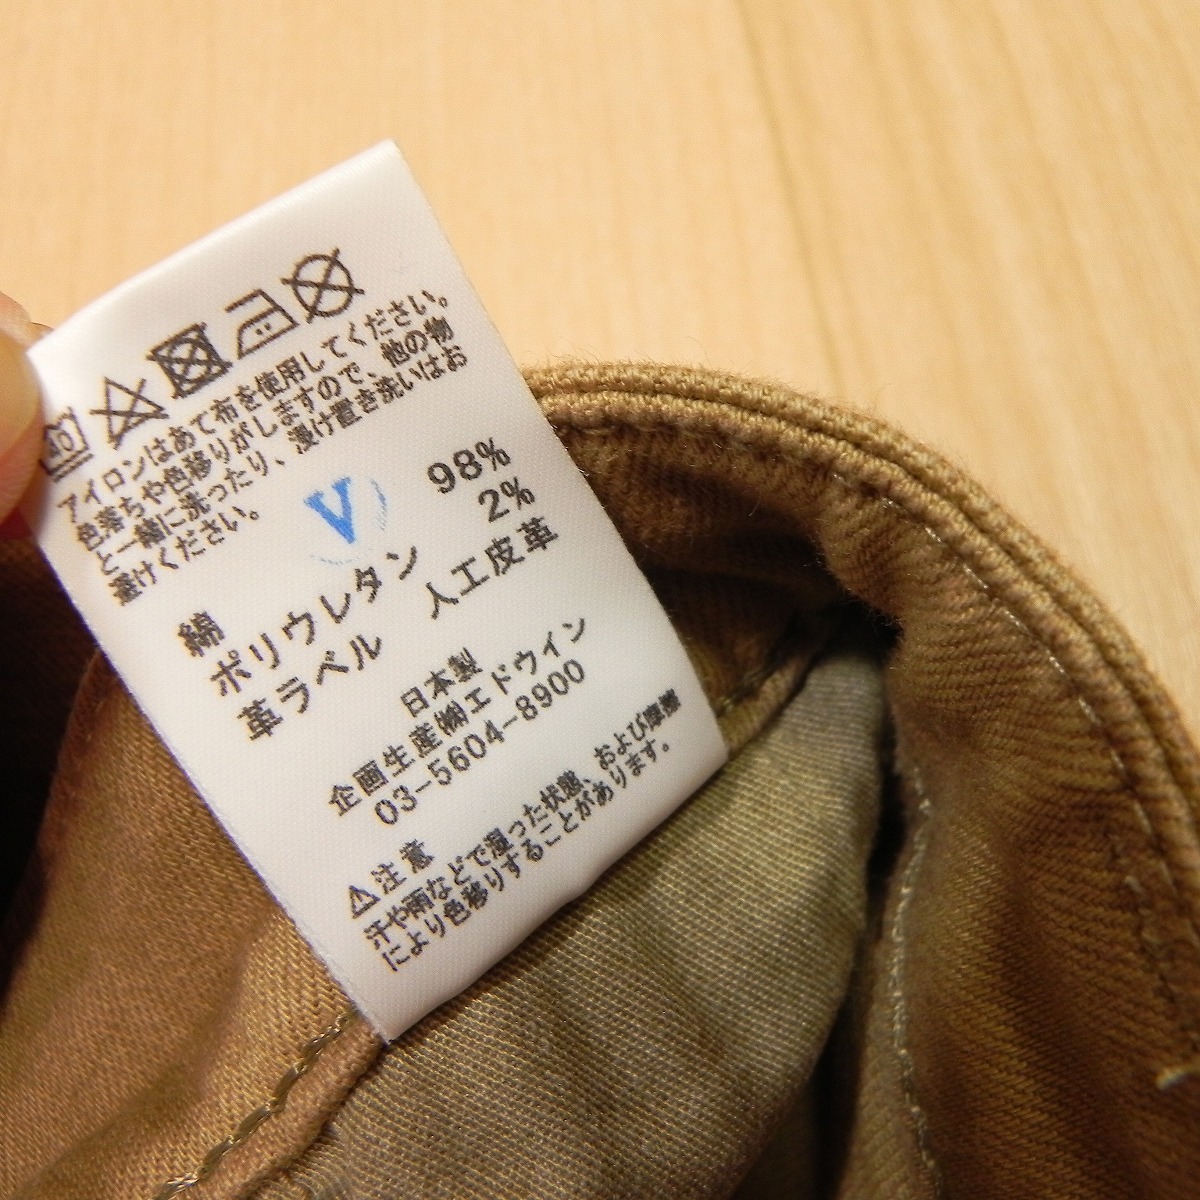 40
アイロンはあて布を使用してください。
色落ちや色移りがしますので、他の物
と一緒に洗ったり、漬け置き洗いはお
避けください。
V
綿 98%
ポリウレタン 2%
革ラベル 人工皮革
日本製
企画生産㈱エドウイン
03-5604-8900
⚠注意
汗や雨などで湿った状態、および摩擦
により色移りすることがあります。